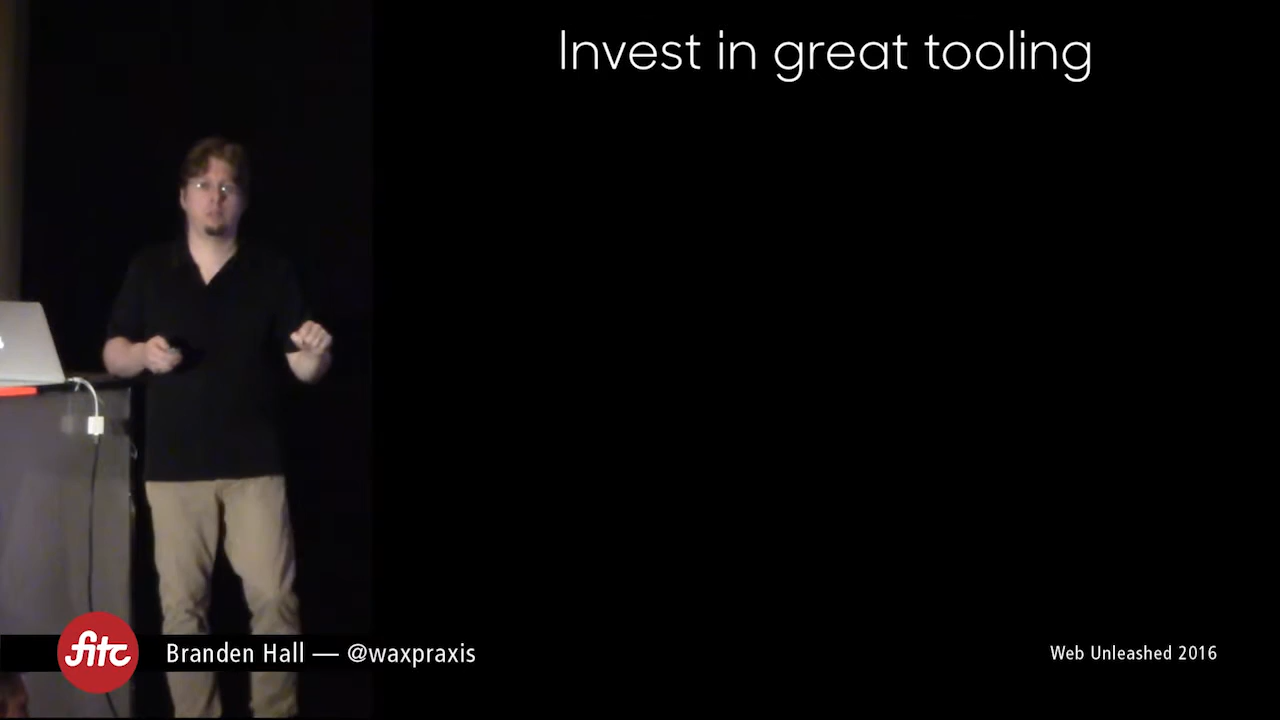 Invest in great tooling
fitc
Branden Hall — @waxpraxis
Web Unleashed 2016